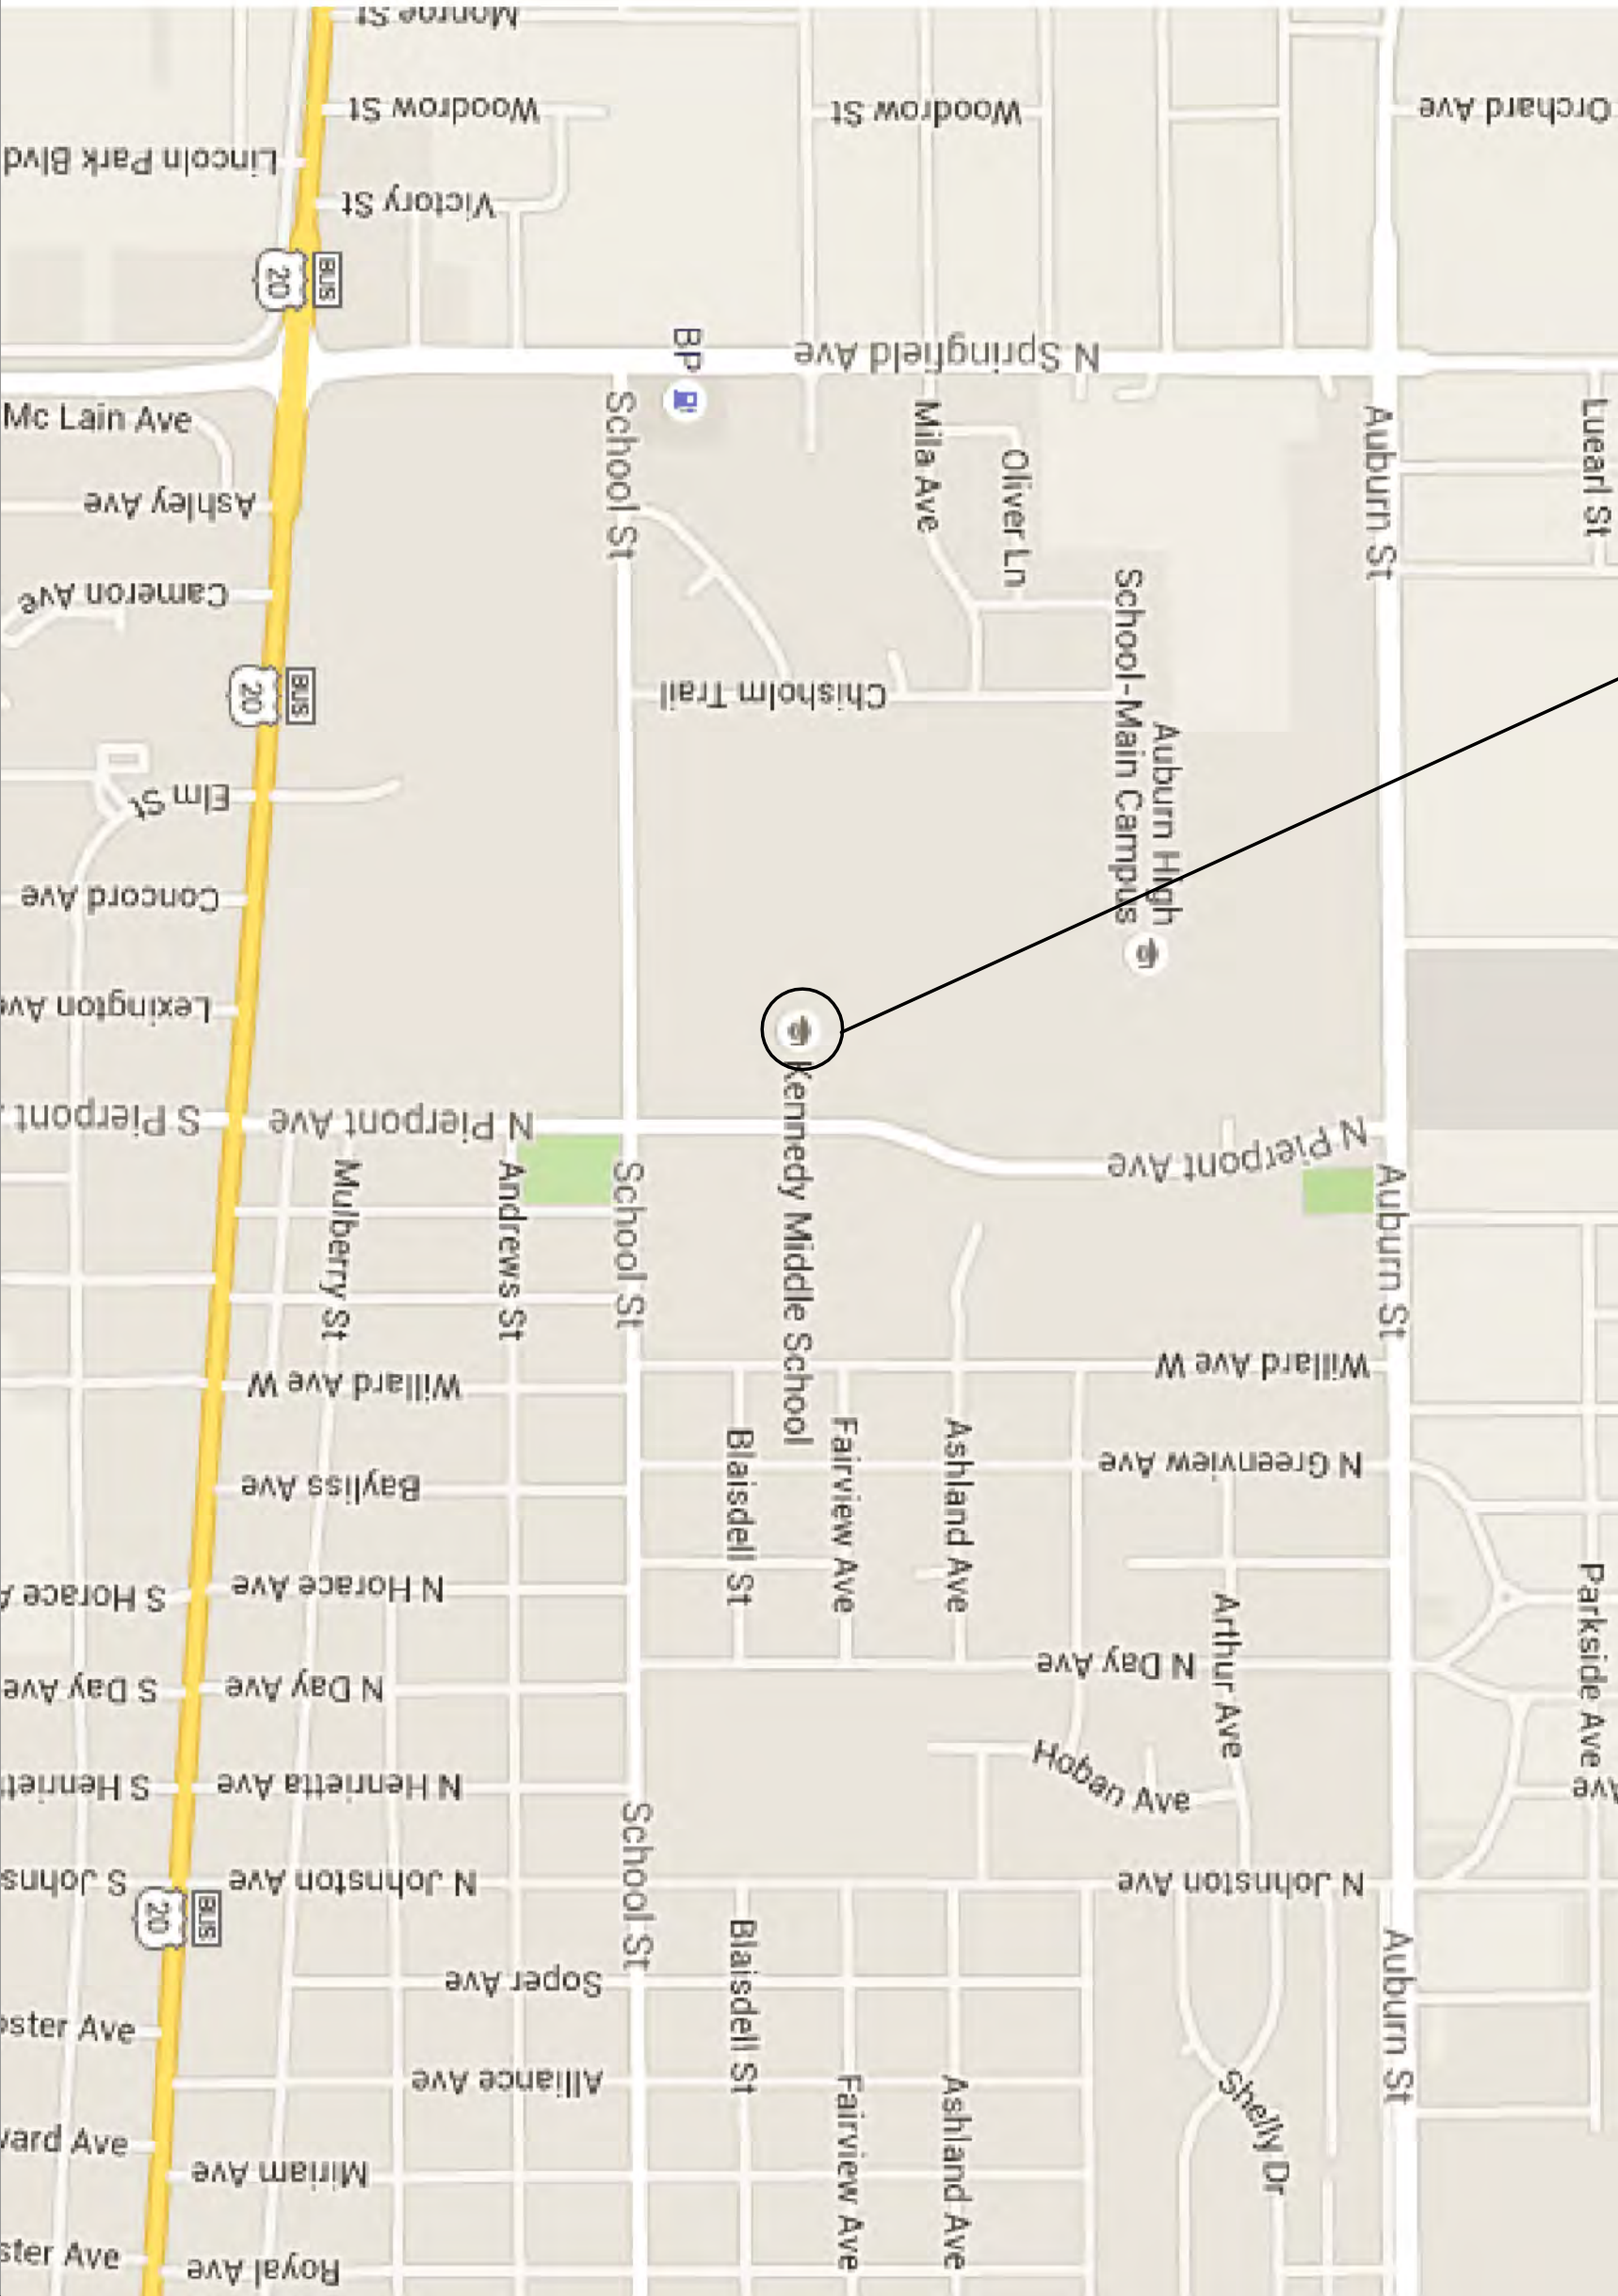 Monroe St
Woodrow St
Woodrow St
Orchard Ave
Lincoln Park Blvd
Victory St
20
BUS
BP
N Springfield Ave
Mc Lain Ave
School St
Mila Ave
Oliver Ln
Auburn St
Luearl St
Ashley Ave
Cameron Ave
20
BUS
Chisholm Trail
Auburn High
School-Main Campus
Elm St
Concord Ave
Lexington Ave
S Pierpont
N Pierpont Ave
Kennedy Middle School
N Pierpont Ave
Mulberry St
Andrews St
School St
Auburn St
Willard Ave W
Willard Ave W
Bayliss Ave
Blaisdell St
Fairview Ave
Ashland Ave
N Greenview Ave
S Horace
N Horace Ave
Arthur Ave
Parkside Ave
S Day Ave
N Day Ave
N Day Ave
N Henrietta Ave
Hoban Ave
Ave
N Johnston Ave
School St
N Johnston Ave
20
BUS
Soper Ave
Blaisdell St
Auburn St
Ave
Alliance Ave
Fairview Ave
Ashland Ave
Shelly Dr
Ave
Miriam Ave
Ave
Royal Ave